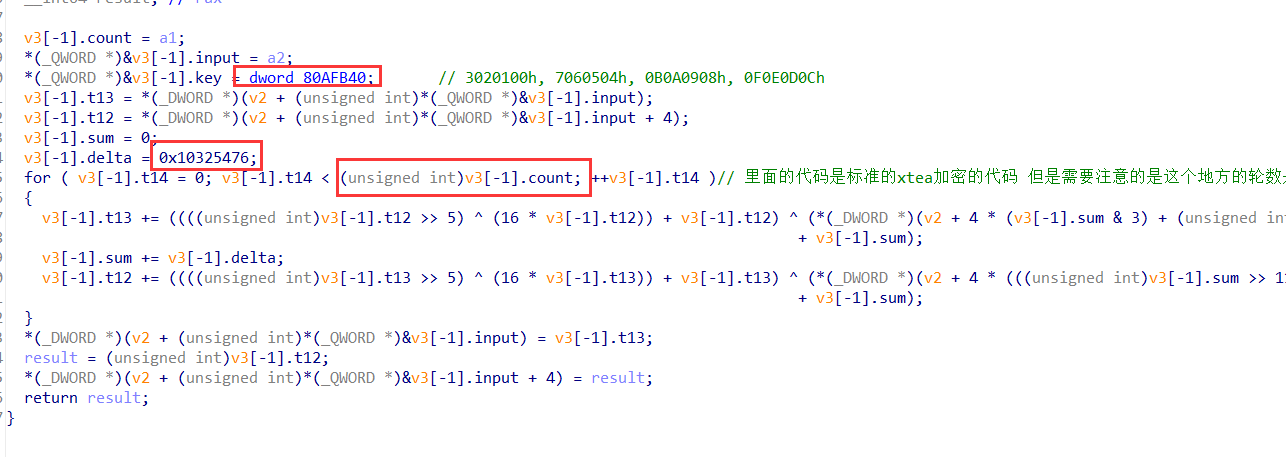 __int64 result; // rax
v3[-1].count = a1;
*(_QWORD *)&v3[-1].input = a2;
*(_QWORD *)&v3[-1].key = dword_80AFB40; // 3020100h, 7060504h, 0B0A0908h, 0F0E0D0Ch
v3[-1].t13 = *(_DWORD *)(v2 + (unsigned int)*(_QWORD *)&v3[-1].input);
v3[-1].t12 = *(_DWORD *)(v2 + (unsigned int)*(_QWORD *)&v3[-1].input + 4);
v3[-1].sum = 0;
v3[-1].delta = 0x10325476;
for ( v3[-1].t14 = 0; v3[-1].t14 < (unsigned int)v3[-1].count; ++v3[-1].t14 )// 里面的代码是标准的xtea加密的代码 但是需要注意的是这个地方的轮数
{
v3[-1].t13 += ((((unsigned int)v3[-1].t12 >> 5) ^ (16 * v3[-1].t12)) + v3[-1].t12) ^ (*(_DWORD *)(v2 + 4 * (v3[-1].sum & 3) + (unsigned
+ v3[-1].sum);
v3[-1].sum += v3[-1].delta;
v3[-1].t12 += ((((unsigned int)v3[-1].t13 >> 5) ^ (16 * v3[-1].t13)) + v3[-1].t13) ^ (*(_DWORD *)(v2 + 4 * (((unsigned int)v3[-1].sum >>
+ v3[-1].sum);
}
*(_DWORD *)(v2 + (unsigned int)*(_QWORD *)&v3[-1].input) = v3[-1].t13;
result = (unsigned int)v3[-1].t12;
*(_DWORD *)(v2 + (unsigned int)*(_QWORD *)&v3[-1].input + 4) = result;
return result;
}